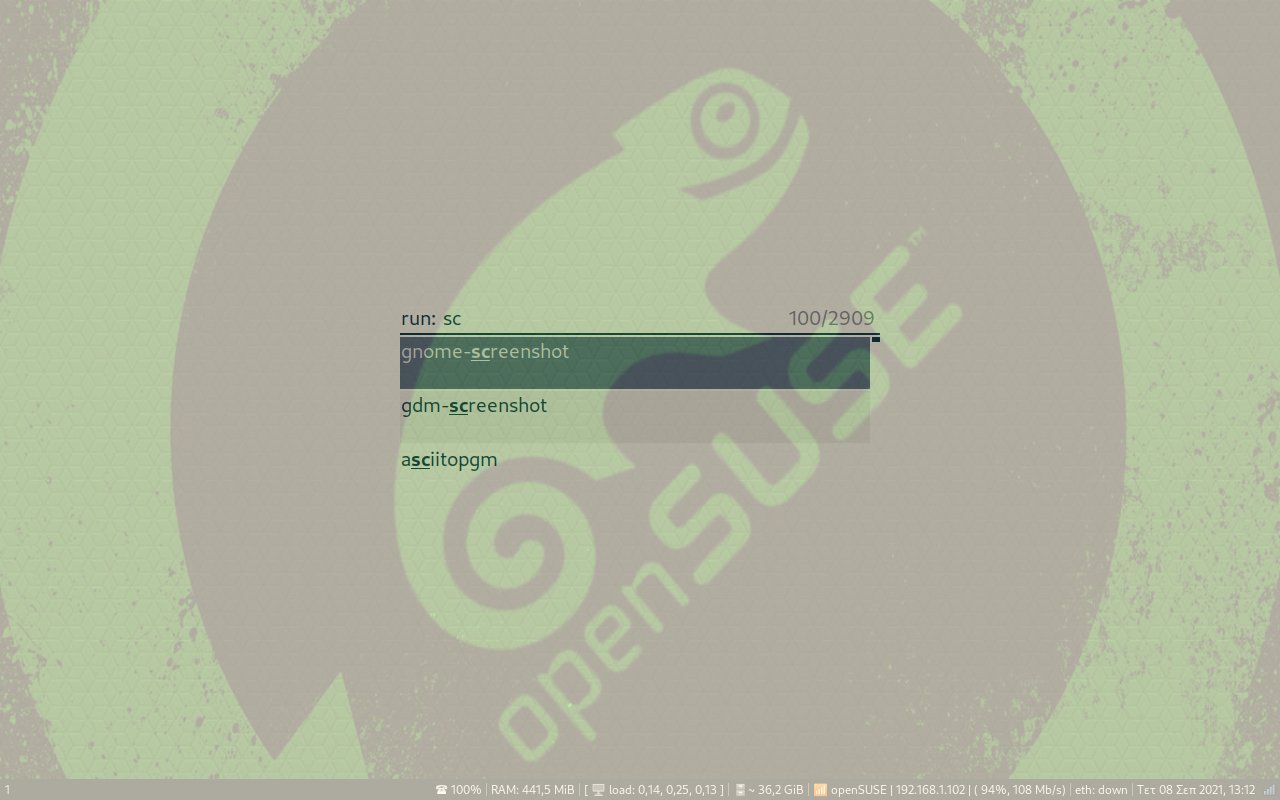 openSUSE™
run: sc 100/2909
gnome-screenshot
gdm-screenshot
asciitopgm
1 ☎ 100% | RAM: 441,5 MiB | [ 🖥 load: 0,14, 0,25, 0,13 ] | ~ 36,2 GiB | 📶 openSUSE | 192.168.1.102 | ( 94%, 108 Mb/s) | eth: down | Τετ 08 Σεπ 2021, 13:12